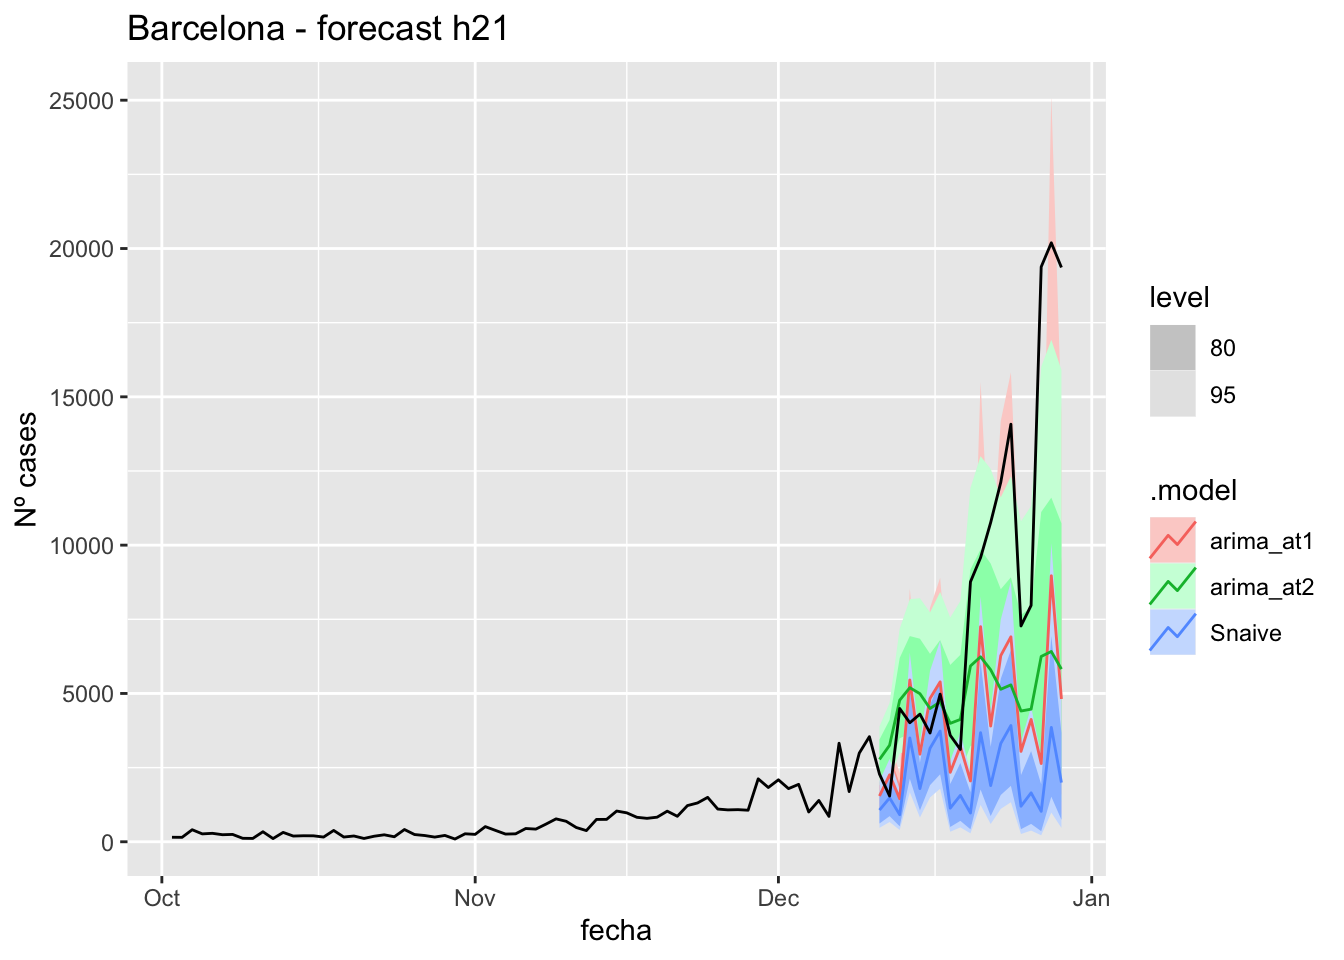 Barcelona - forecast h21
Nº cases
25000
20000
15000
10000
5000
0
Oct
Nov
Dec
Jan
fecha
level
80
95
.model
arima_at1
arima_at2
Snaive